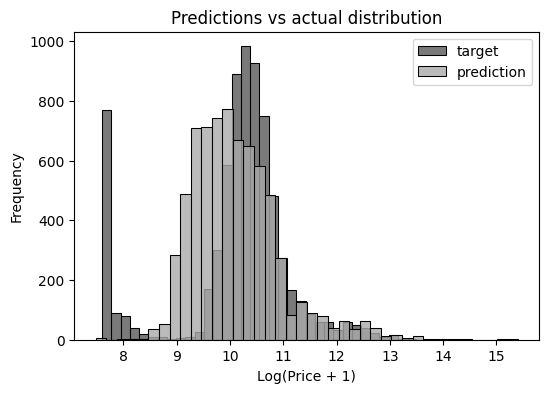 Predictions vs actual distribution
target
prediction
Frequency
1000
800
600
400
200
0
8 9 10 11 12 13 14 15
Log(Price + 1)